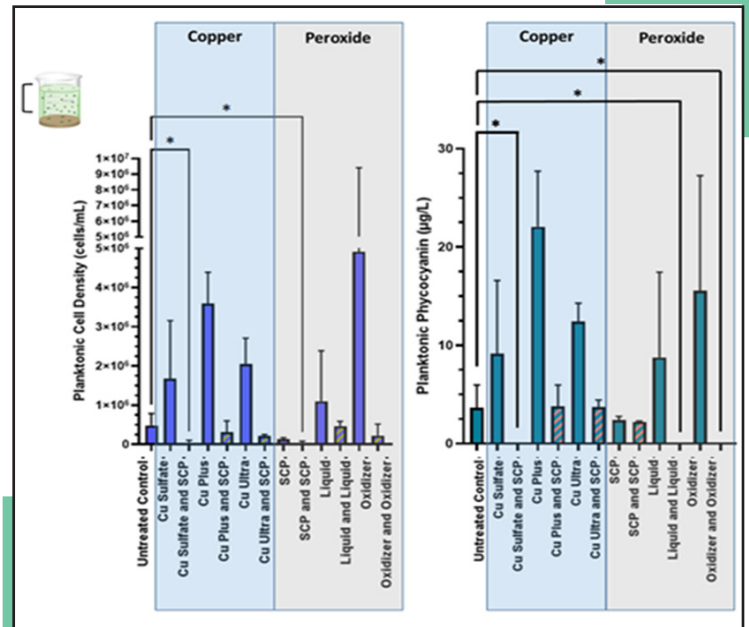 Copper
Peroxide
*
*
Planktonic Cell Density (cells/mL)
1×10⁷
9×10⁶
8×10⁶
7×10⁶
6×10⁶
5×10⁶
5×10⁶
4×10⁶
3×10⁶
2×10⁶
1×10⁶
0
Untreated Control
Cu Sulfate
Cu Sulfate and SCP
Cu Plus
Cu Plus and SCP
Cu Ultra
Cu Ultra and SCP
SCP
SCP and SCP
Liquid
Liquid and Liquid
Oxidizer
Oxidizer and Oxidizer
Copper
Peroxide
*
*
*
Planktonic Phycocyanin (µg/L)
30
20
10
0
Untreated Control
Cu Sulfate
Cu Sulfate and SCP
Cu Plus
Cu Plus and SCP
Cu Ultra
Cu Ultra and SCP
SCP
SCP and SCP
Liquid
Liquid and Liquid
Oxidizer
Oxidizer and Oxidizer